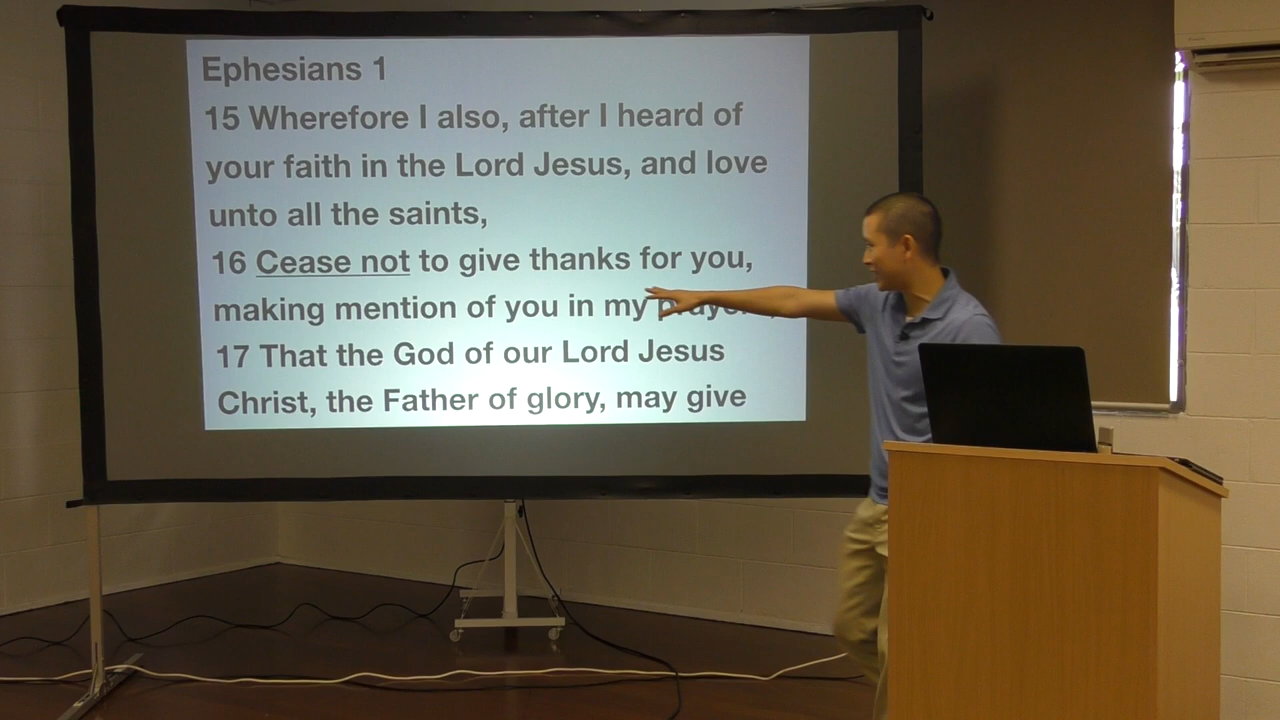 Ephesians 1
15 Wherefore I also, after I heard of
your faith in the Lord Jesus, and love
unto all the saints,
16 Cease not to give thanks for you,
making mention of you in my
17 That the God of our Lord Jesus
Christ, the Father of glory, may give